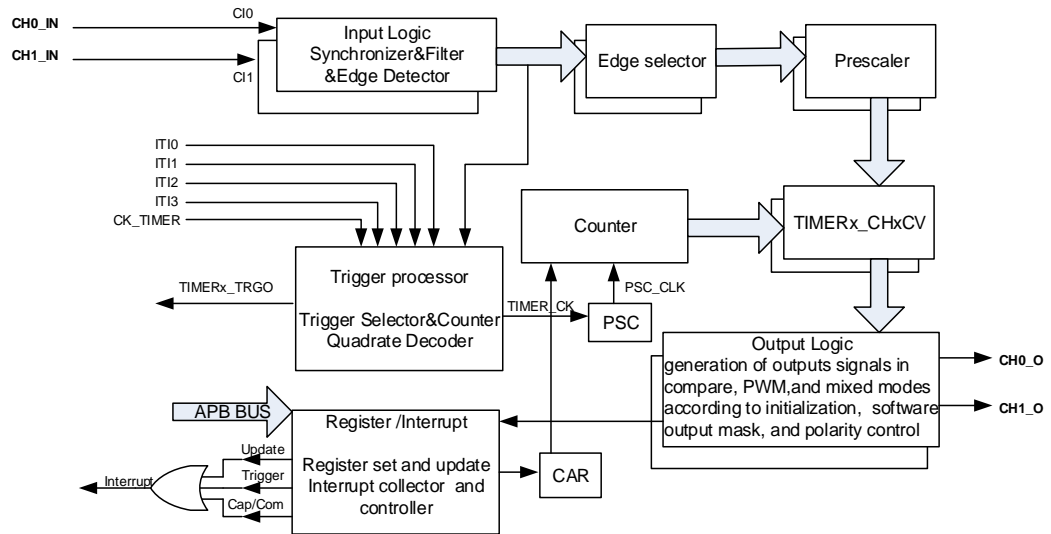 CH0_IN
CI0
CH1_IN
CI1
Input Logic
Synchronizer&Filter
&Edge Detector
Edge selector
Prescaler
ITI0
ITI1
ITI2
ITI3
CK_TIMER
Counter
TIMERx_CHxCV
Trigger processor
Trigger Selector&Counter
Quadrate Decoder
TIMERx_TRGO
TIMER_CK
PSC_CLK
PSC
Output Logic
generation of outputs signals in
compare, PWM,and mixed modes
according to initialization, software
output mask, and polarity control
CH0_O
CH1_O
APB BUS
Register /Interrupt
Register set and update
Interrupt collector and
controller
CAR
Update
Trigger
Cap/Com
Interrupt